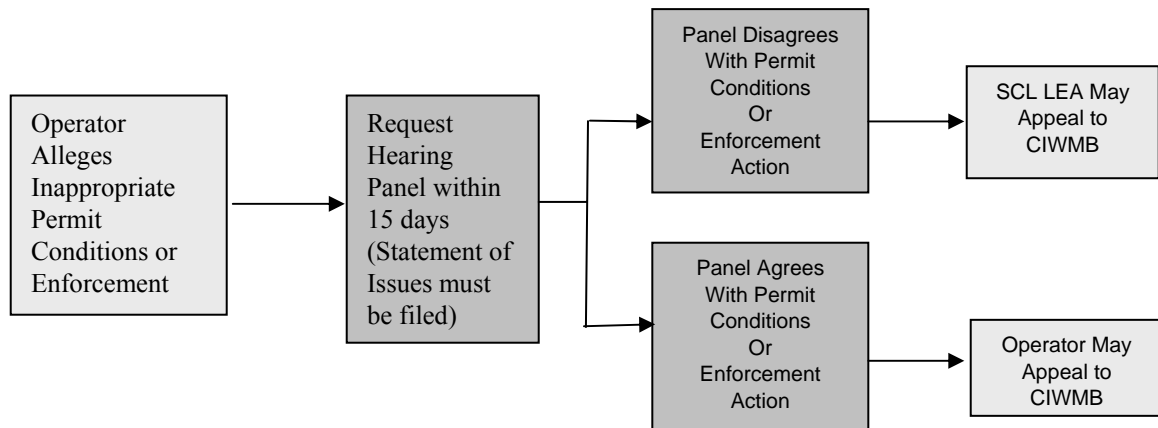 Operator
Alleges
Inappropriate
Permit
Conditions or
Enforcement
Request
Hearing
Panel within
15 days
(Statement of
Issues must
be filed)
Panel Disagrees
With Permit
Conditions
Or
Enforcement
Action
SCL LEA May
Appeal to
CIWMB
Panel Agrees
With Permit
Conditions
Or
Enforcement
Action
Operator May
Appeal to
CIWMB